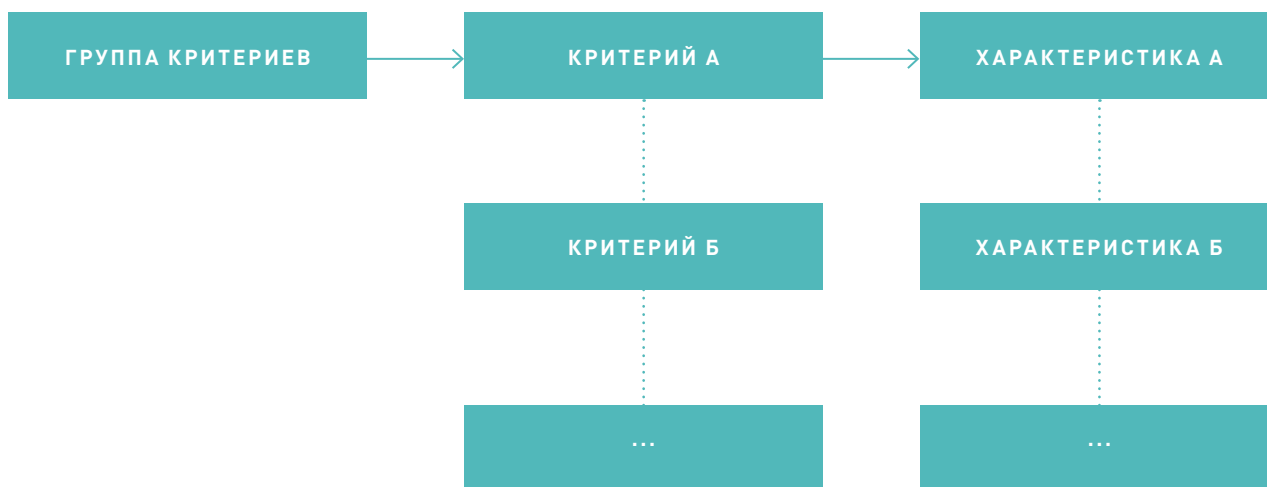 ГРУППА КРИТЕРИЕВ
КРИТЕРИЙ А
ХАРАКТЕРИСТИКА А
КРИТЕРИЙ Б
ХАРАКТЕРИСТИКА Б
...
...